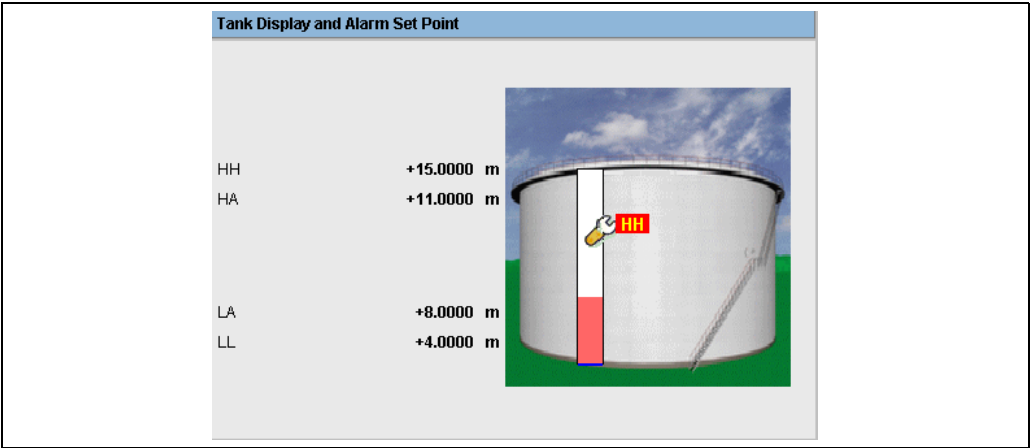 Tank Display and Alarm Set Point
HH +15.0000 m
HA +11.0000 m
HH
LA +8.0000 m
LL +4.0000 m